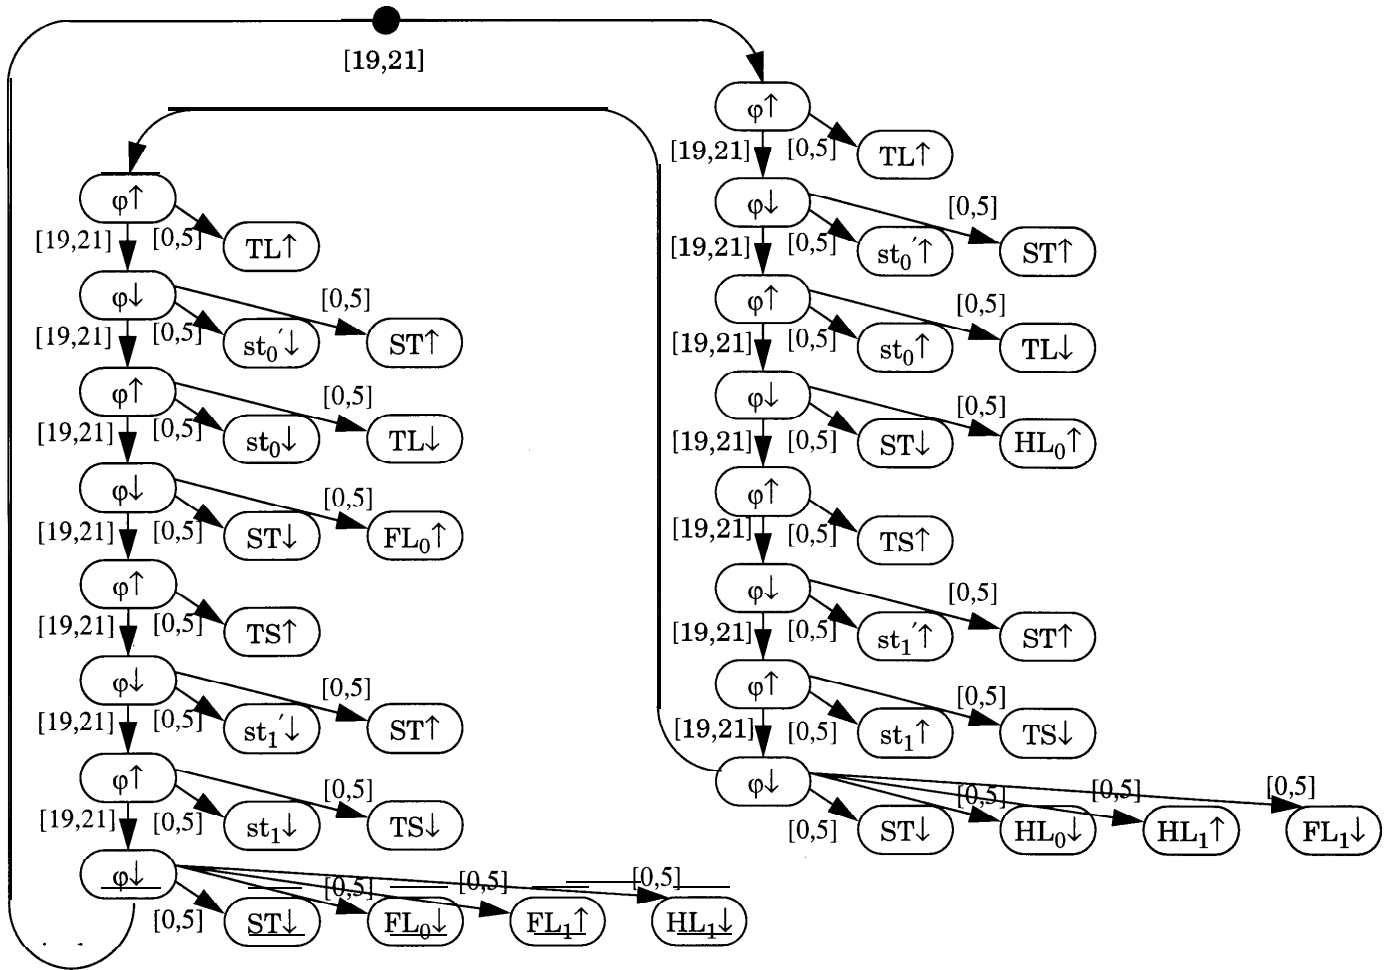 [19,21]
φ↑
[19,21] [0,5] TL↑
φ↓ [0,5]
[19,21] [0,5] st0′↑ ST↑
φ↑ [0,5]
[19,21] [0,5] st0↑ TL↓
φ↓ [0,5]
[19,21] [0,5] ST↓ HL0↑
φ↑
[19,21] [0,5] TS↑
φ↓ [0,5]
[19,21] [0,5] st1′↑ ST↑
φ↑ [0,5]
[19,21] [0,5] st1↑ TS↓
φ↓ [0,5] [0,5] [0,5]
[0,5] ST↓ HL0↓ HL1↑ FL1↓
φ↑
[19,21] [0,5] TL↑
φ↓ [0,5]
[19,21] [0,5] st0′↓ ST↑
φ↑ [0,5]
[19,21] [0,5] st0↓ TL↓
φ↓ [0,5]
[19,21] [0,5] ST↓ FL0↑
φ↑
[19,21] [0,5] TS↑
φ↓ [0,5]
[19,21] [0,5] st1′↓ ST↑
φ↑ [0,5]
[19,21] [0,5] st1↓ TS↓
φ↓ [0,5] [0,5] [0,5]
[0,5] ST↓ FL0↓ FL1↑ HL1↓